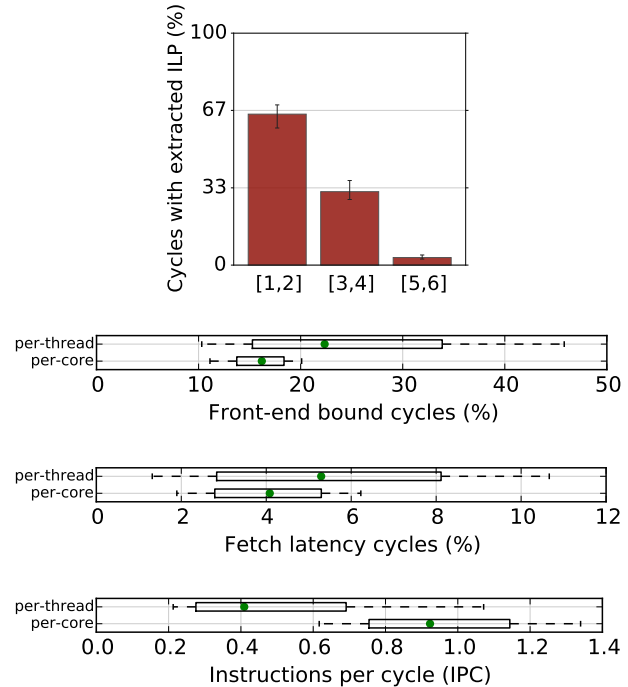 Cycles with extracted ILP (%)
100
67
33
0
[1,2] [3,4] [5,6]
per-thread
per-core
0 10 20 30 40 50
Front-end bound cycles (%)
per-thread
per-core
0 2 4 6 8 10 12
Fetch latency cycles (%)
per-thread
per-core
0.0 0.2 0.4 0.6 0.8 1.0 1.2 1.4
Instructions per cycle (IPC)